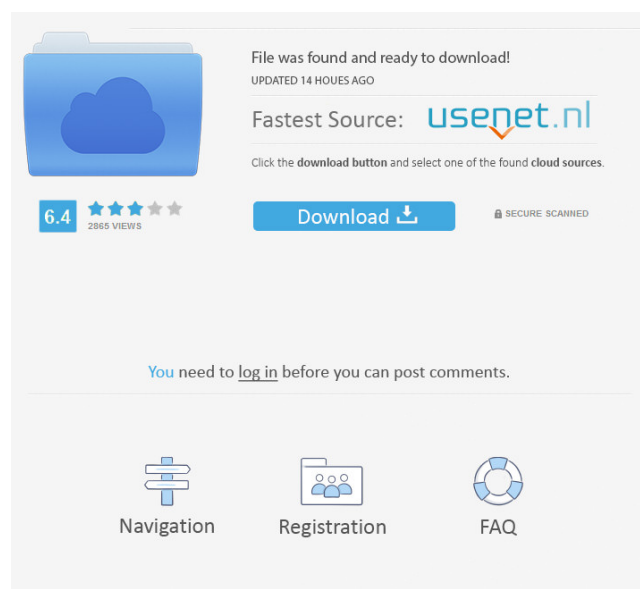 File was found and ready to download!
UPDATED 14 HOUES AGO
Fastest Source: usenet.nl
Click the download button and select one of the found cloud sources.
6.4
2865 VIEWS
Download
SECURE SCANNED
You need to log in before you can post comments.
Navigation
Registration
FAQ